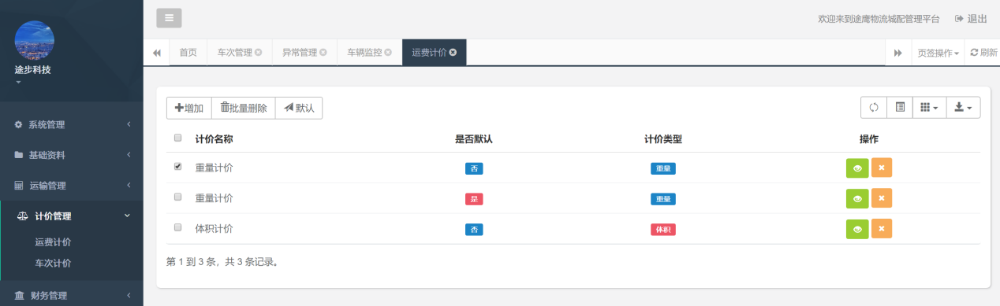 欢迎来到途鹰物流城配管理平台 退出
途步科技
首页 车次管理 异常管理 车辆监控 运费计价 页签操作 刷新
系统管理
基础资料
运输管理
计价管理
运费计价
车次计价
财务管理
增加 批量删除 默认
计价名称 是否默认 计价类型 操作
重量计价 否 重量
重量计价 是 重量
体积计价 否 体积
第 1 到 3 条，共 3 条记录。